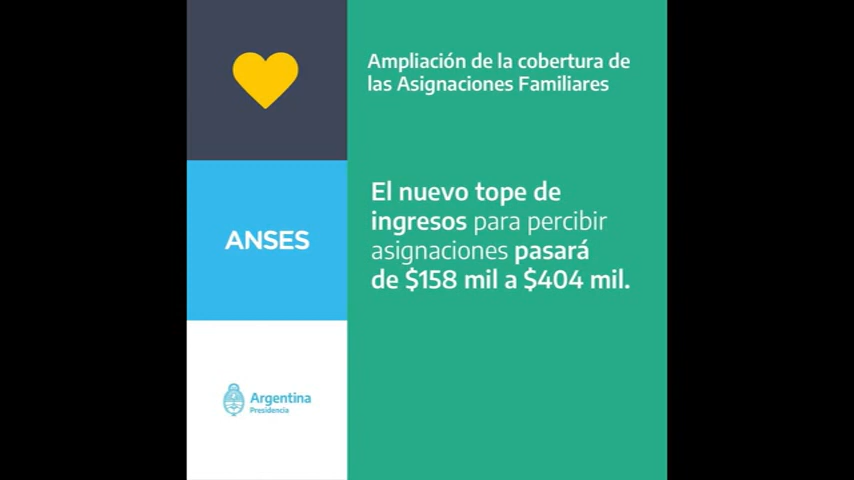 Ampliación de la cobertura de
las Asignaciones Familiares
El nuevo tope de
ingresos para percibir
asignaciones pasará
de $158 mil a $404 mil.
ANSES
Argentina
Presidencia